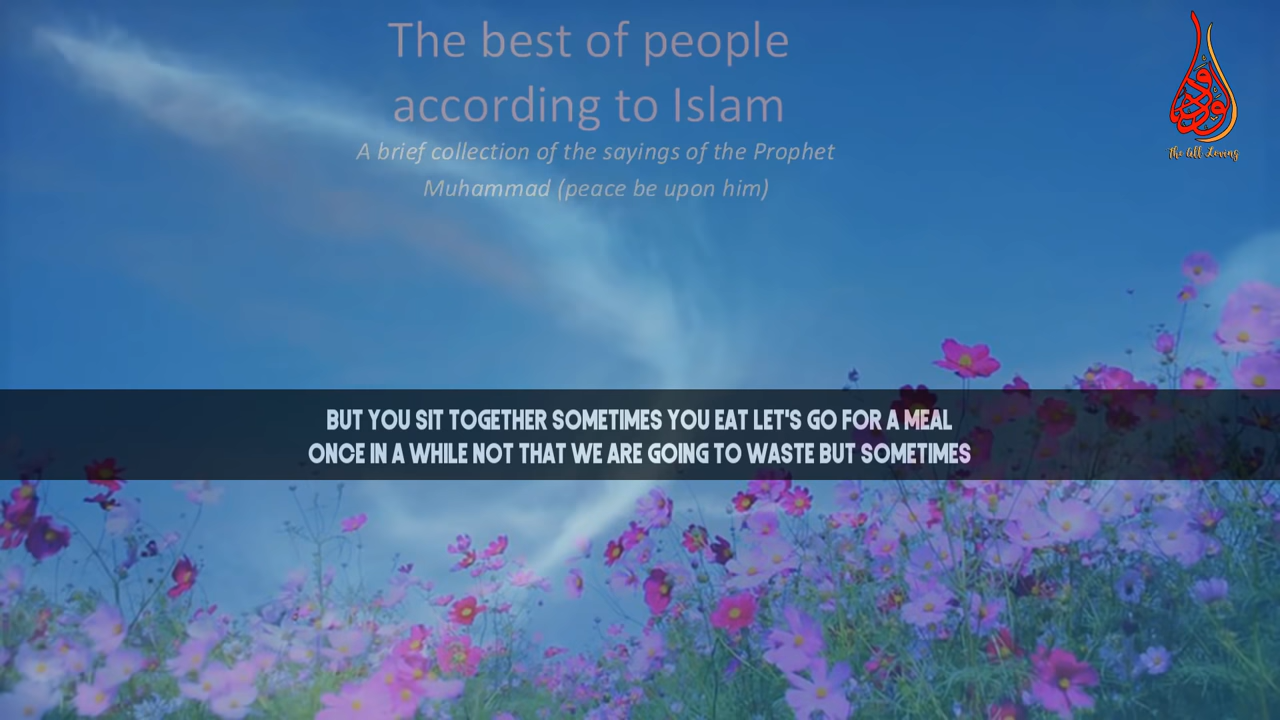 The best of people
according to Islam
A brief collection of the sayings of the Prophet
Muhammad (peace be upon him)
The All Loving
BUT YOU SIT TOGETHER SOMETIMES YOU EAT LET'S GO FOR A MEAL
ONCE IN A WHILE NOT THAT WE ARE GOING TO WASTE BUT SOMETIMES